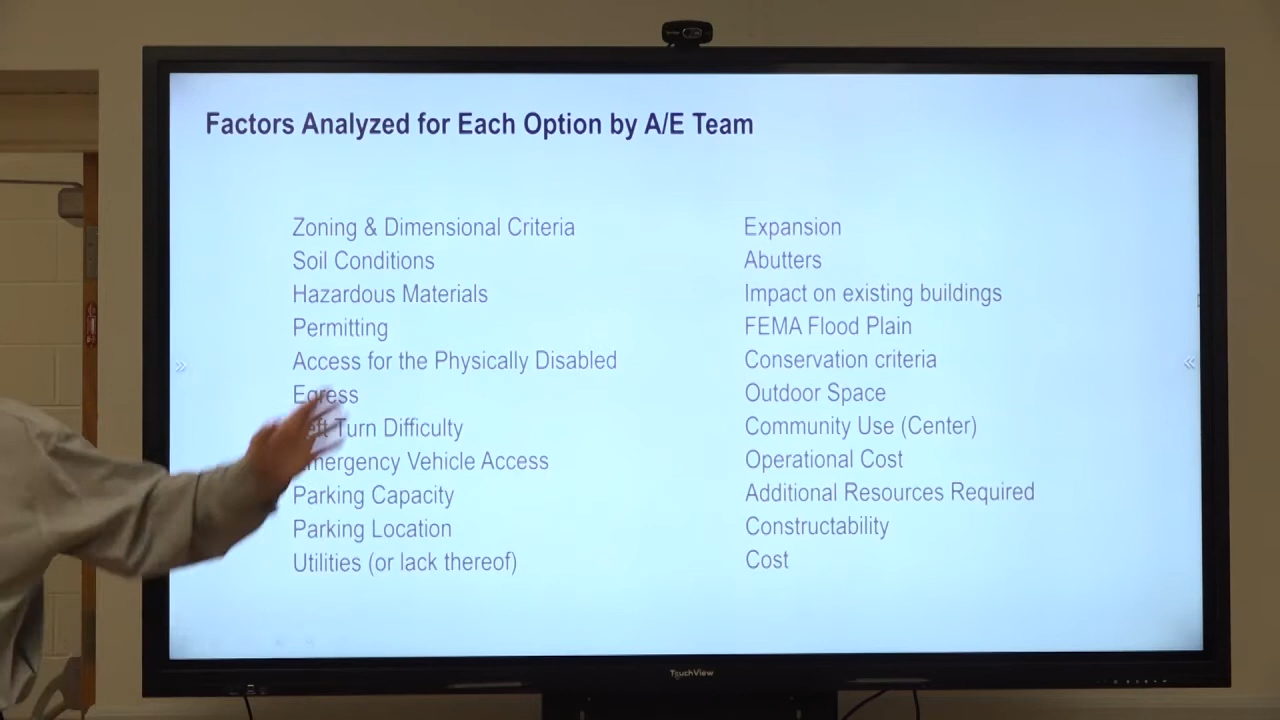 Factors Analyzed for Each Option by A/E Team
Zoning & Dimensional Criteria
Soil Conditions
Hazardous Materials
Permitting
Access for the Physically Disabled
Egress
Left Turn Difficulty
Emergency Vehicle Access
Parking Capacity
Parking Location
Utilities (or lack thereof)
Expansion
Abutters
Impact on existing buildings
FEMA Flood Plain
Conservation criteria
Outdoor Space
Community Use (Center)
Operational Cost
Additional Resources Required
Constructability
Cost
TouchView